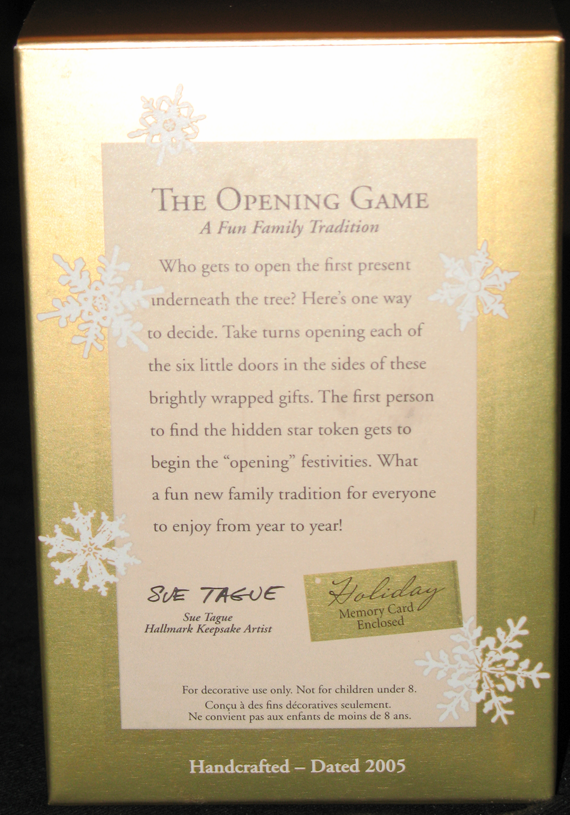 The Opening Game
A Fun Family Tradition
Who gets to open the first present
underneath the tree? Here's one way
to decide. Take turns opening each of
the six little doors in the sides of these
brightly wrapped gifts. The first person
to find the hidden star token gets to
begin the “opening” festivities. What
a fun new family tradition for everyone
to enjoy from year to year!
SUE TAGUE
Sue Tague
Hallmark Keepsake Artist
Holiday
Memory Card
Enclosed
For decorative use only. Not for children under 8.
Conçu à des fins décoratives seulement.
Ne convient pas aux enfants de moins de 8 ans.
Handcrafted – Dated 2005